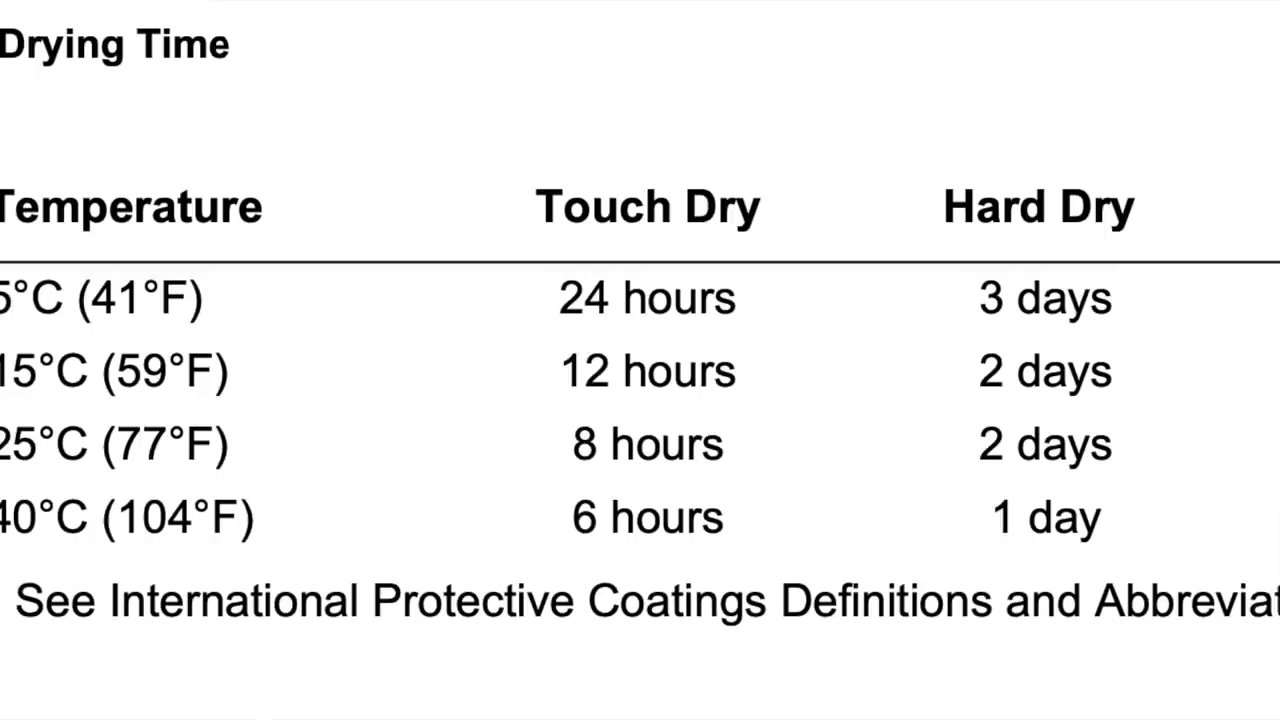 Drying Time
Temperature Touch Dry Hard Dry
5°C (41°F) 24 hours 3 days
15°C (59°F) 12 hours 2 days
25°C (77°F) 8 hours 2 days
40°C (104°F) 6 hours 1 day
See International Protective Coatings Definitions and Abbreviat